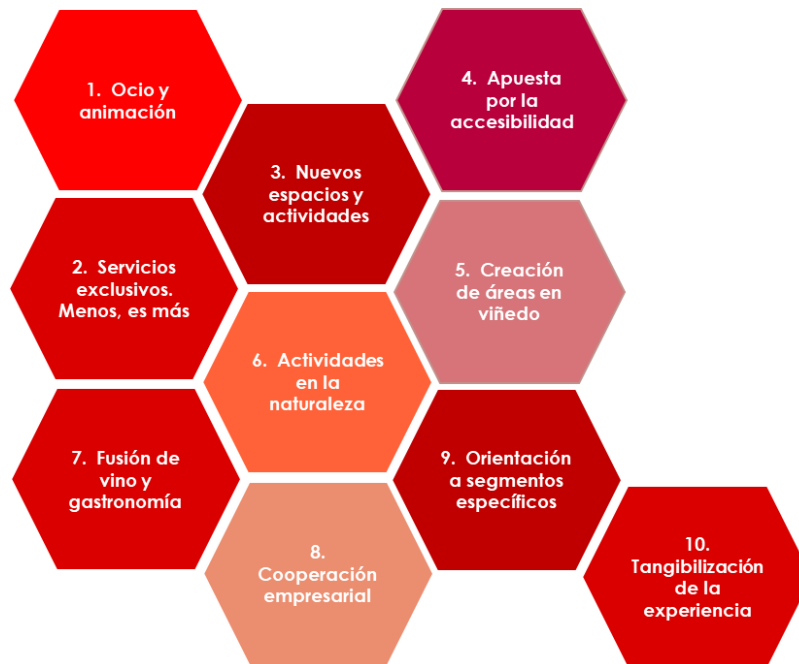 1. Ocio y
animación
2. Servicios
exclusivos.
Menos, es más
3. Nuevos
espacios y
actividades
4. Apuesta
por la
accesibilidad
5. Creación
de áreas en
viñedo
6. Actividades
en la
naturaleza
7. Fusión de
vino y
gastronomía
8.
Cooperación
empresarial
9. Orientación
a segmentos
específicos
10.
Tangibilización
de la
experiencia